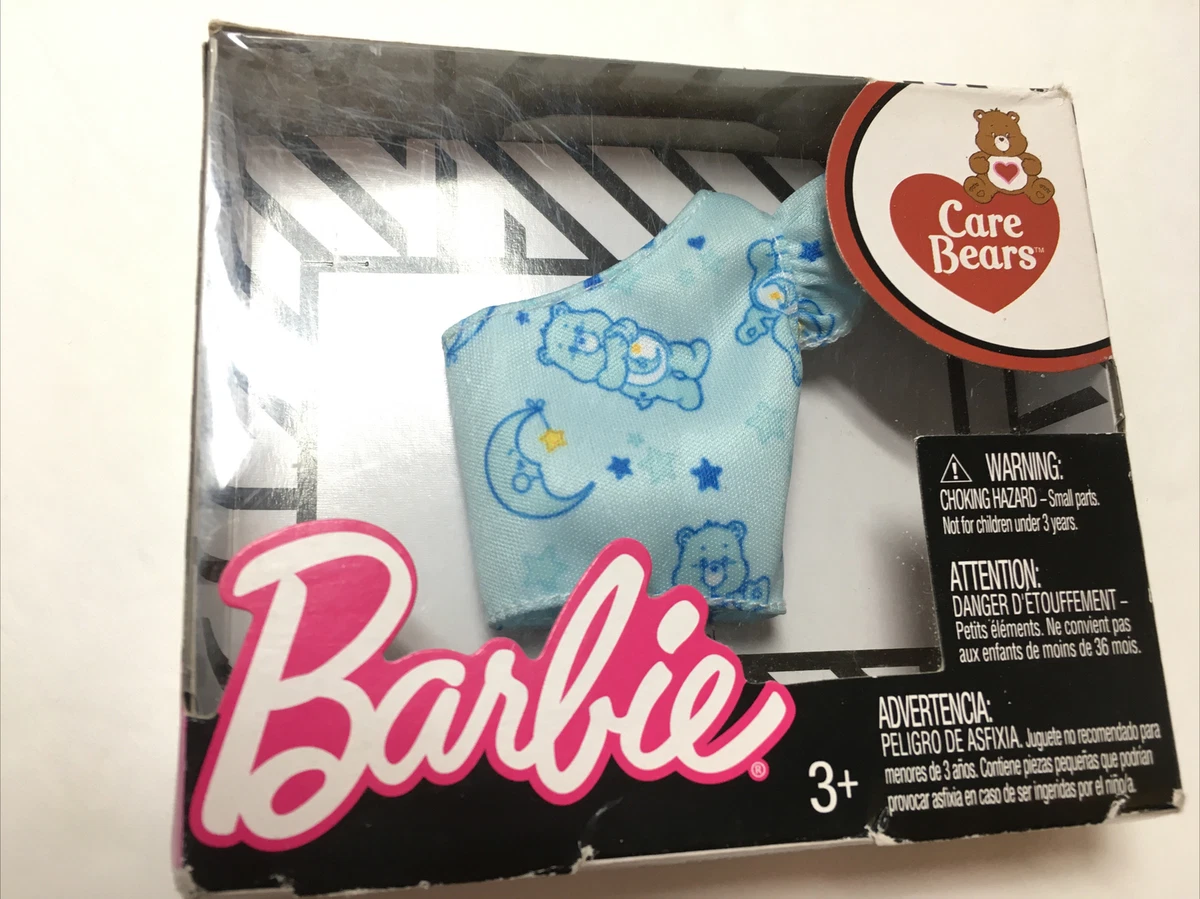 Care
Bears™
⚠ WARNING:
CHOKING HAZARD – Small parts.
Not for children under 3 years.
ATTENTION:
DANGER D'ÉTOUFFEMENT –
Petits éléments. Ne convient pas
aux enfants de moins de 36 mois.
ADVERTENCIA:
PELIGRO DE ASFIXIA. Juguete no recomendado para
menores de 3 años. Contiene piezas pequeñas que podrían
provocar asfixia en caso de ser ingeridas por el niño/a.
3+
Barbie®